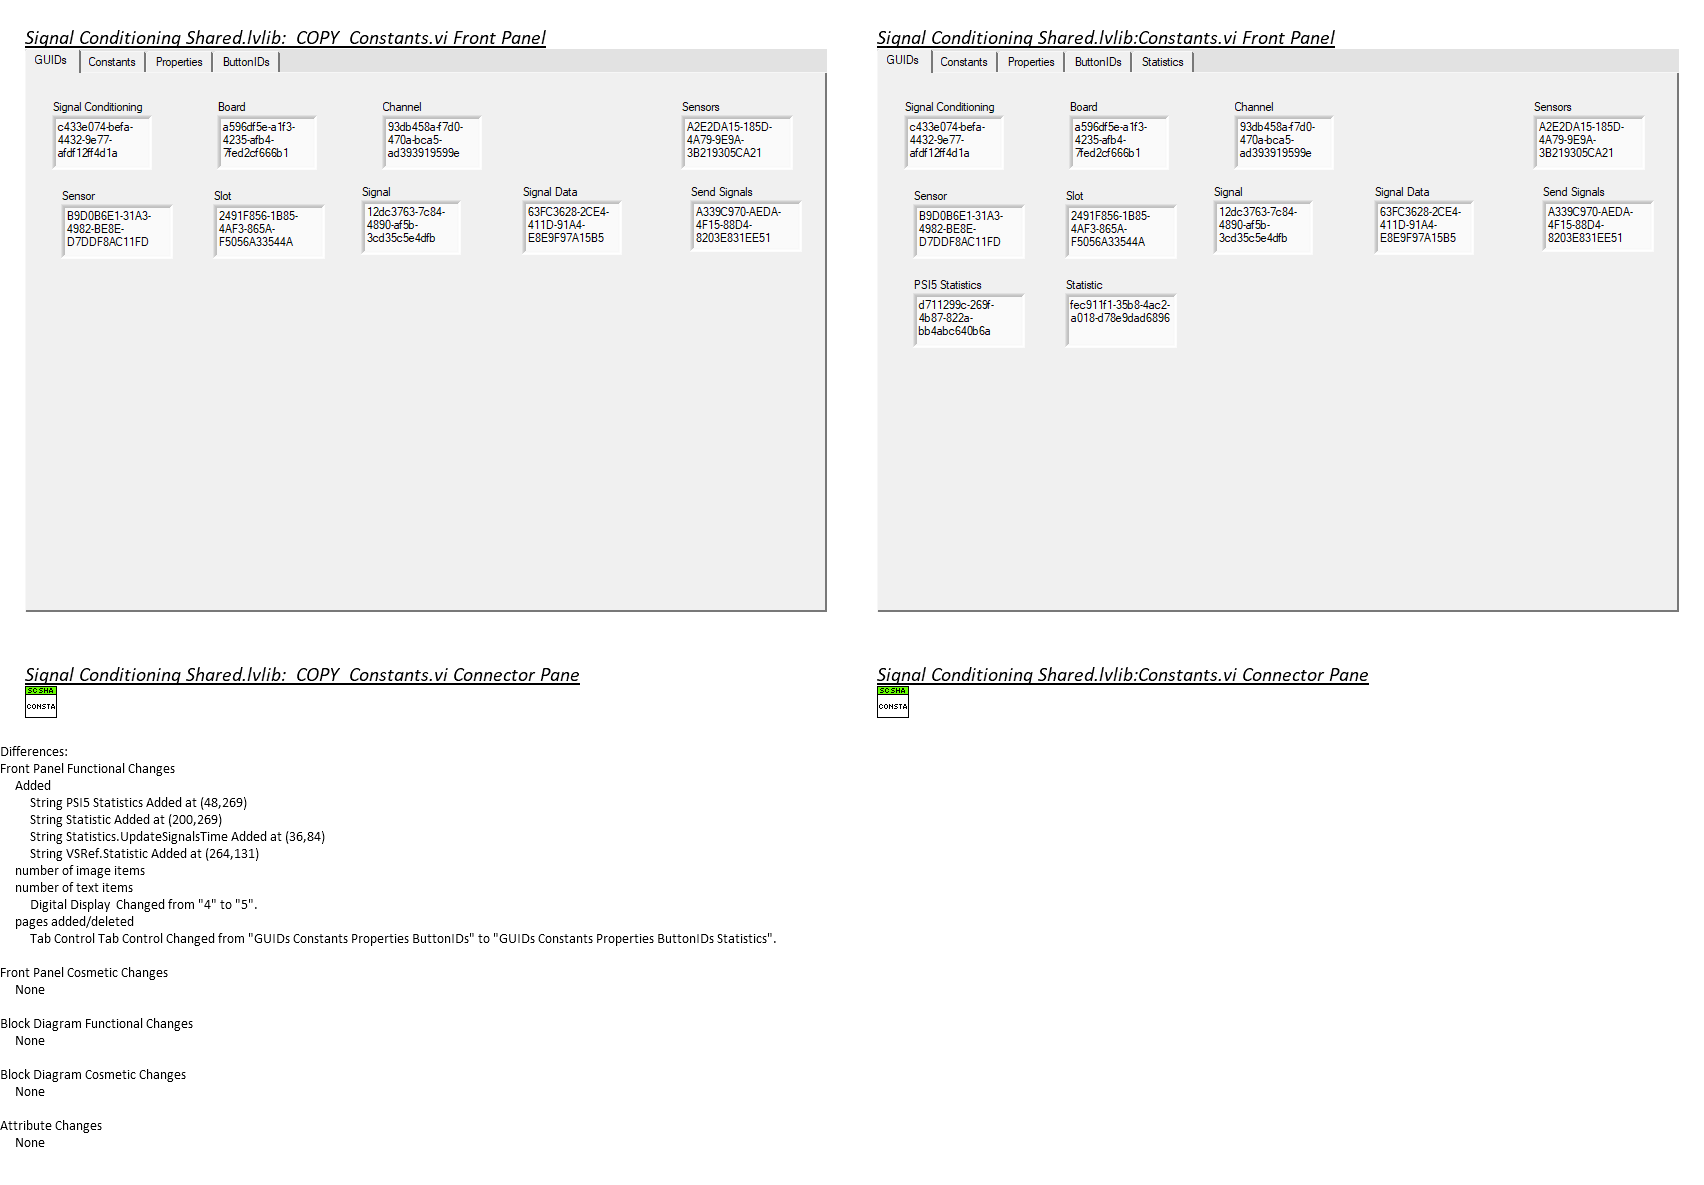 Signal Conditioning Shared.lvlib:_COPY_Constants.vi Front Panel
GUIDs Constants Properties ButtonIDs
Signal Conditioning Board Channel Sensors
c433e074-befa- a596df5e-a1f3- 93db458a-f7d0- A2E2DA15-185D-
4432-9e77- 4235-afb4- 470a-bca5- 4A79-9E9A-
afdf12ff4d1a 7fed2cf666b1 ad393919599e 3B219305CA21
Sensor Slot Signal Signal Data Send Signals
B9D0B6E1-31A3- 2491F856-1B85- 12dc3763-7c84- 63FC3628-2CE4- A339C970-AEDA-
4982-BE8E- 4AF3-865A- 4890-af5b- 411D-91A4- 4F15-88D4-
D7DDF8AC11FD F5056A33544A 3cd35c5e4dfb E8E9F97A15B5 8203E831EE51
Signal Conditioning Shared.lvlib:Constants.vi Front Panel
GUIDs Constants Properties ButtonIDs Statistics
Signal Conditioning Board Channel Sensors
c433e074-befa- a596df5e-a1f3- 93db458a-f7d0- A2E2DA15-185D-
4432-9e77- 4235-afb4- 470a-bca5- 4A79-9E9A-
afdf12ff4d1a 7fed2cf666b1 ad393919599e 3B219305CA21
Sensor Slot Signal Signal Data Send Signals
B9D0B6E1-31A3- 2491F856-1B85- 12dc3763-7c84- 63FC3628-2CE4- A339C970-AEDA-
4982-BE8E- 4AF3-865A- 4890-af5b- 411D-91A4- 4F15-88D4-
D7DDF8AC11FD F5056A33544A 3cd35c5e4dfb E8E9F97A15B5 8203E831EE51
PSI5 Statistics Statistic
d711299c-269f- fec911f1-35b8-4ac2-
4b87-822a- a018-d78e9dad6896
bb4abc640b6a
Signal Conditioning Shared.lvlib:_COPY_Constants.vi Connector Pane
SC SHA
CONSTA
Signal Conditioning Shared.lvlib:Constants.vi Connector Pane
SC SHA
CONSTA
Differences:
Front Panel Functional Changes
Added
String PSI5 Statistics Added at (48,269)
String Statistic Added at (200,269)
String Statistics.UpdateSignalsTime Added at (36,84)
String VSRef.Statistic Added at (264,131)
number of image items
number of text items
Digital Display  Changed from "4" to "5".
pages added/deleted
Tab Control Tab Control Changed from "GUIDs Constants Properties ButtonIDs" to "GUIDs Constants Properties ButtonIDs Statistics".
Front Panel Cosmetic Changes
None
Block Diagram Functional Changes
None
Block Diagram Cosmetic Changes
None
Attribute Changes
None